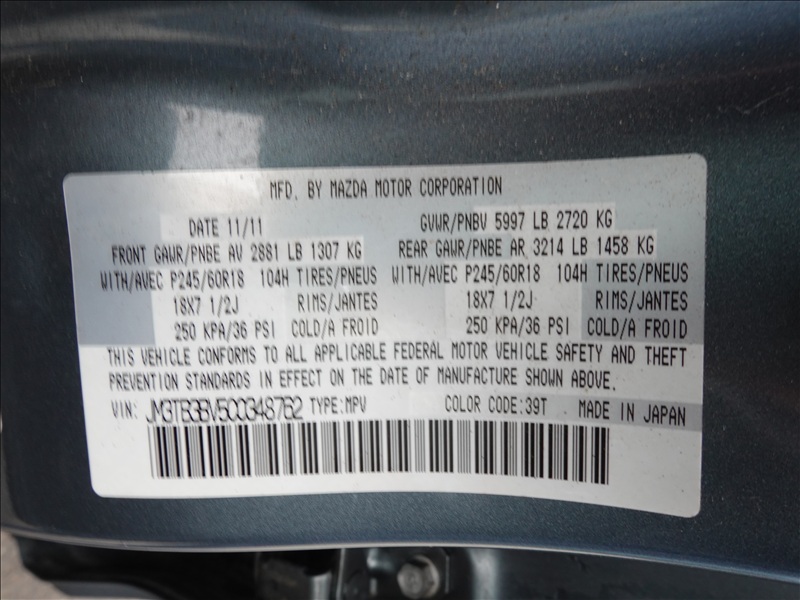 MFD. BY MAZDA MOTOR CORPORATION
DATE 11/11 GVWR/PNBV 5997 LB 2720 KG
FRONT GAWR/PNBE AV 2881 LB 1307 KG REAR GAWR/PNBE AR 3214 LB 1458 KG
WITH/AVEC P245/60R18 104H TIRES/PNEUS WITH/AVEC P245/60R18 104H TIRES/PNEUS
18X7 1/2J RIMS/JANTES 18X7 1/2J RIMS/JANTES
250 KPA/36 PSI COLD/A FROID 250 KPA/36 PSI COLD/A FROID
THIS VEHICLE CONFORMS TO ALL APPLICABLE FEDERAL MOTOR VEHICLE SAFETY AND THEFT
PREVENTION STANDARDS IN EFFECT ON THE DATE OF MANUFACTURE SHOWN ABOVE.
VIN: JM3TB3BV5C0348762 TYPE:MPV COLOR CODE:39T MADE IN JAPAN